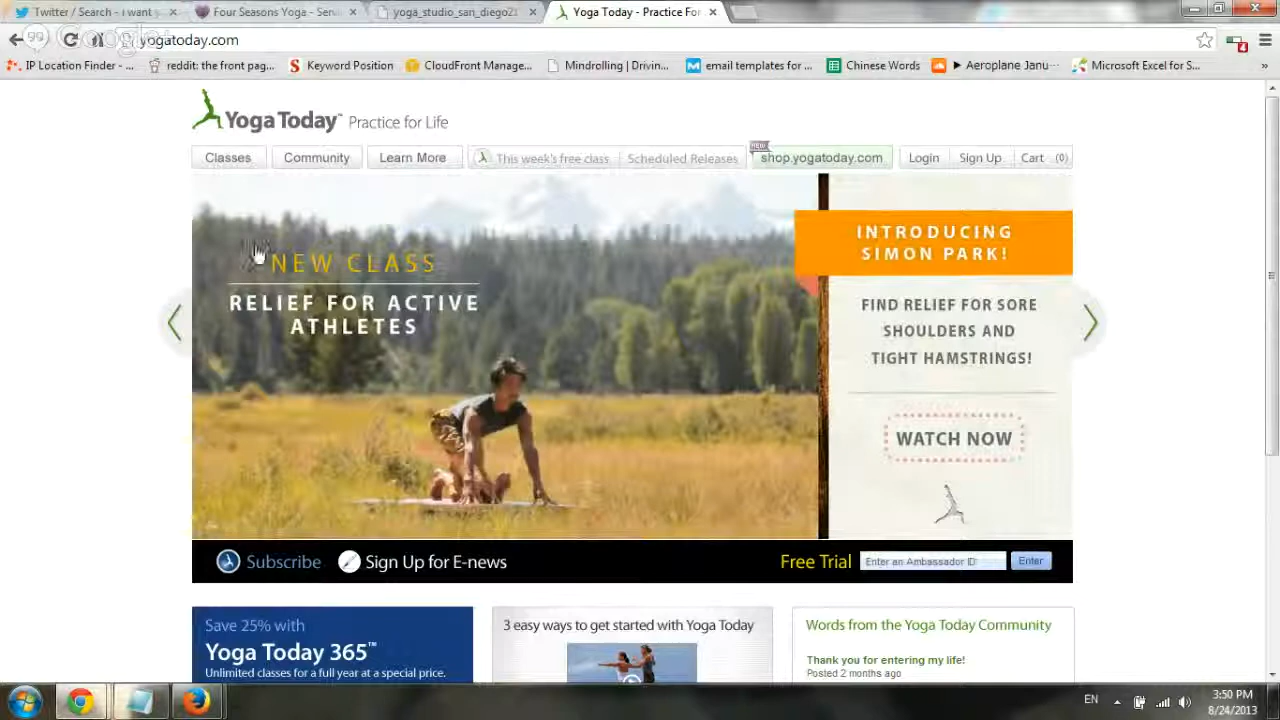 Twitter / Search - i want
Four Seasons Yoga - Serv
yoga_studio_san_diego2
Yoga Today - Practice For
yogatoday.com
IP Location Finder - ...
reddit: the front pag...
Keyword Position
CloudFront Manage...
Mindrolling | Drivin...
email templates for ...
Chinese Words
Aeroplane Janu...
Microsoft Excel for S...
Yoga Today™ Practice for Life
Classes
Community
Learn More
This week's free class
Scheduled Releases
NEW
shop.yogatoday.com
Login
Sign Up
Cart (0)
NEW CLASS
RELIEF FOR ACTIVE
ATHLETES
INTRODUCING
SIMON PARK!
FIND RELIEF FOR SORE
SHOULDERS AND
TIGHT HAMSTRINGS!
WATCH NOW
Subscribe
Sign Up for E-news
Free Trial
Enter an Ambassador ID
Enter
Save 25% with
Yoga Today 365™
Unlimited classes for a full year at a special price.
3 easy ways to get started with Yoga Today
Words from the Yoga Today Community
Thank you for entering my life!
Posted 2 months ago
EN
3:50 PM
8/24/2013